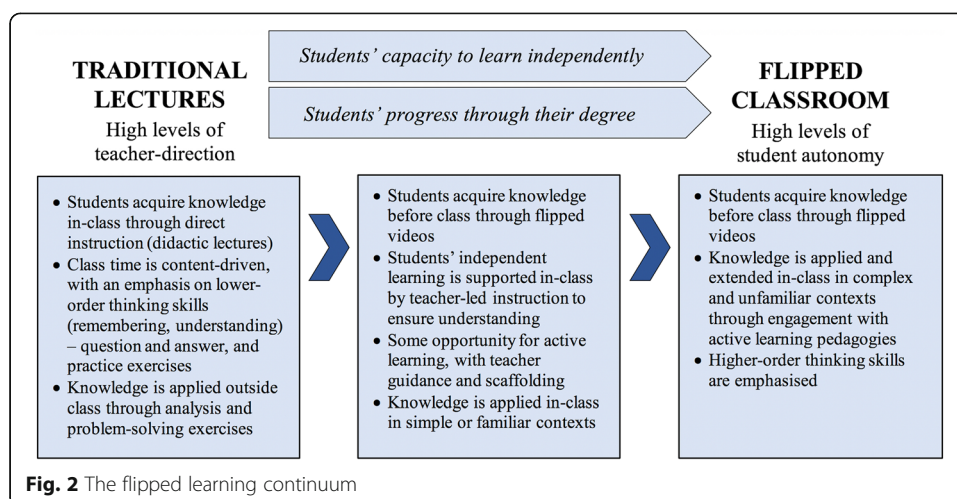 Students' capacity to learn independently
Students' progress through their degree
TRADITIONAL
LECTURES
High levels of
teacher-direction
FLIPPED
CLASSROOM
High levels of
student autonomy
• Students acquire knowledge
in-class through direct
instruction (didactic lectures)
• Class time is content-driven,
with an emphasis on lower-
order thinking skills
(remembering, understanding)
– question and answer, and
practice exercises
• Knowledge is applied outside
class through analysis and
problem-solving exercises
• Students acquire knowledge
before class through flipped
videos
• Students' independent
learning is supported in-class
by teacher-led instruction to
ensure understanding
• Some opportunity for active
learning, with teacher
guidance and scaffolding
• Knowledge is applied in-class
in simple or familiar contexts
• Students acquire knowledge
before class through flipped
videos
• Knowledge is applied and
extended in-class in complex
and unfamiliar contexts
through engagement with
active learning pedagogies
• Higher-order thinking skills
are emphasised
Fig. 2 The flipped learning continuum